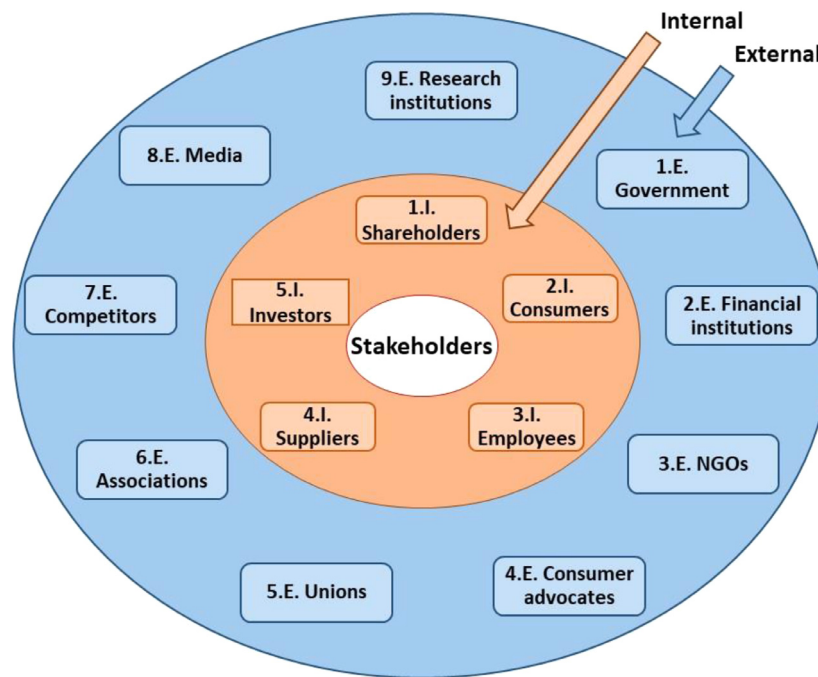 Internal
External
9.E. Research
institutions
8.E. Media
1.E.
Government
1.I.
Shareholders
7.E.
Competitors
5.I.
Investors
2.I.
Consumers
2.E. Financial
institutions
Stakeholders
4.I.
Suppliers
3.I.
Employees
6.E.
Associations
3.E. NGOs
5.E. Unions
4.E. Consumer
advocates